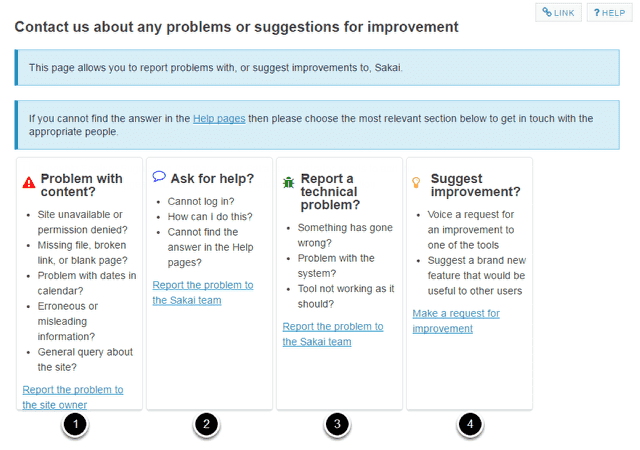 LINK
? HELP
Contact us about any problems or suggestions for improvement
This page allows you to report problems with, or suggest improvements to, Sakai.
If you cannot find the answer in the Help pages then please choose the most relevant section below to get in touch with the
appropriate people.
Problem with
content?
• Site unavailable or
permission denied?
• Missing file, broken
link, or blank page?
• Problem with dates in
calendar?
• Erroneous or
misleading
information?
• General query about
the site?
Report the problem to
the site owner
1
Ask for help?
• Cannot log in?
• How can I do this?
• Cannot find the
answer in the Help
pages?
Report the problem to
the Sakai team
2
Report a
technical
problem?
• Something has gone
wrong?
• Problem with the
system?
• Tool not working as it
should?
Report the problem to
the Sakai team
3
Suggest
improvement?
• Voice a request for
an improvement to
one of the tools
• Suggest a brand new
feature that would be
useful to other users
Make a request for
improvement
4